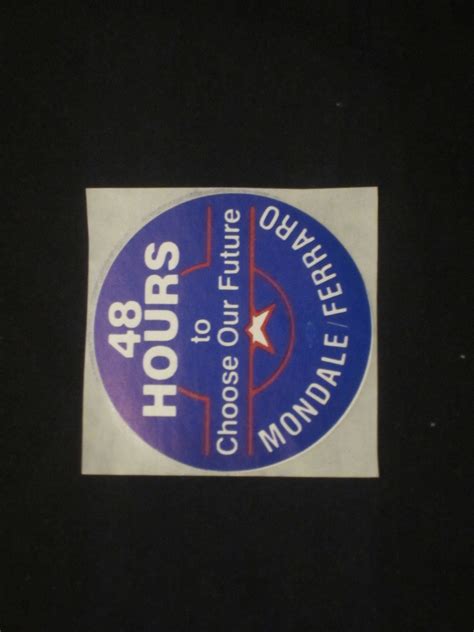 48
HOURS
to
Choose Our Future
MONDALE/FERRARO